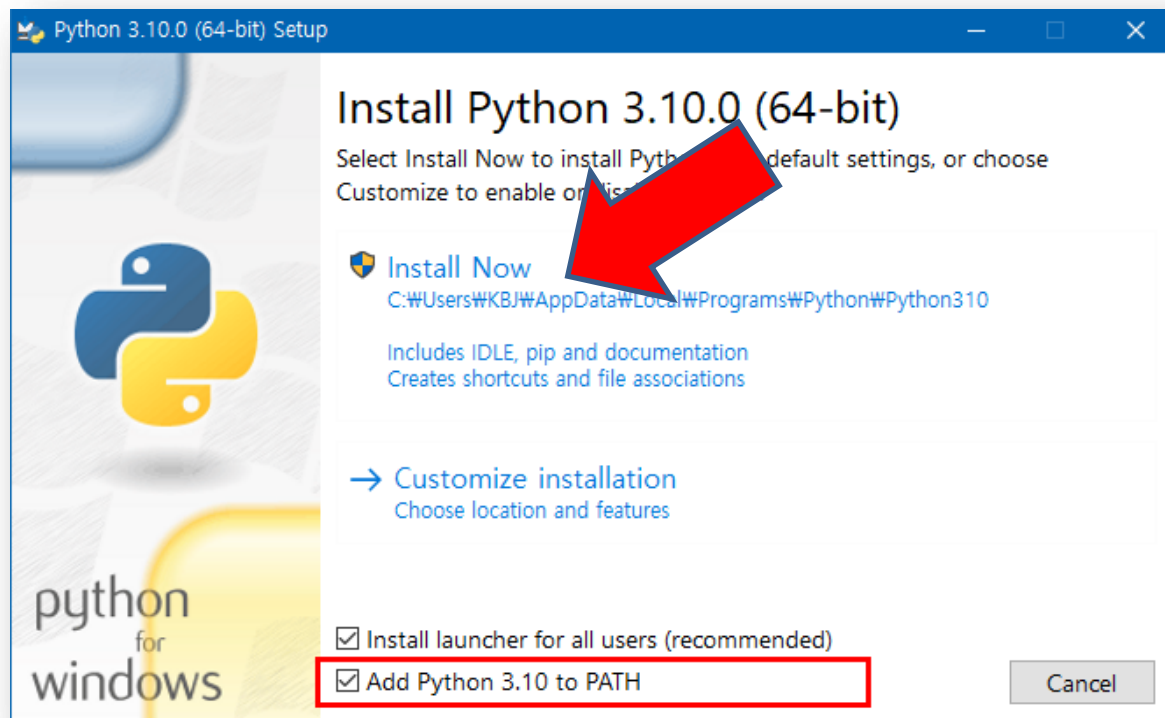 Python 3.10.0 (64-bit) Setup
Install Python 3.10.0 (64-bit)
Select Install Now to install Pyth default settings, or choose
Customize to enable or disa
Install Now
C:₩Users₩KBJ₩AppData₩Local₩Programs₩Python₩Python310
Includes IDLE, pip and documentation
Creates shortcuts and file associations
→ Customize installation
Choose location and features
python
for
windows
Install launcher for all users (recommended)
Add Python 3.10 to PATH
Cancel